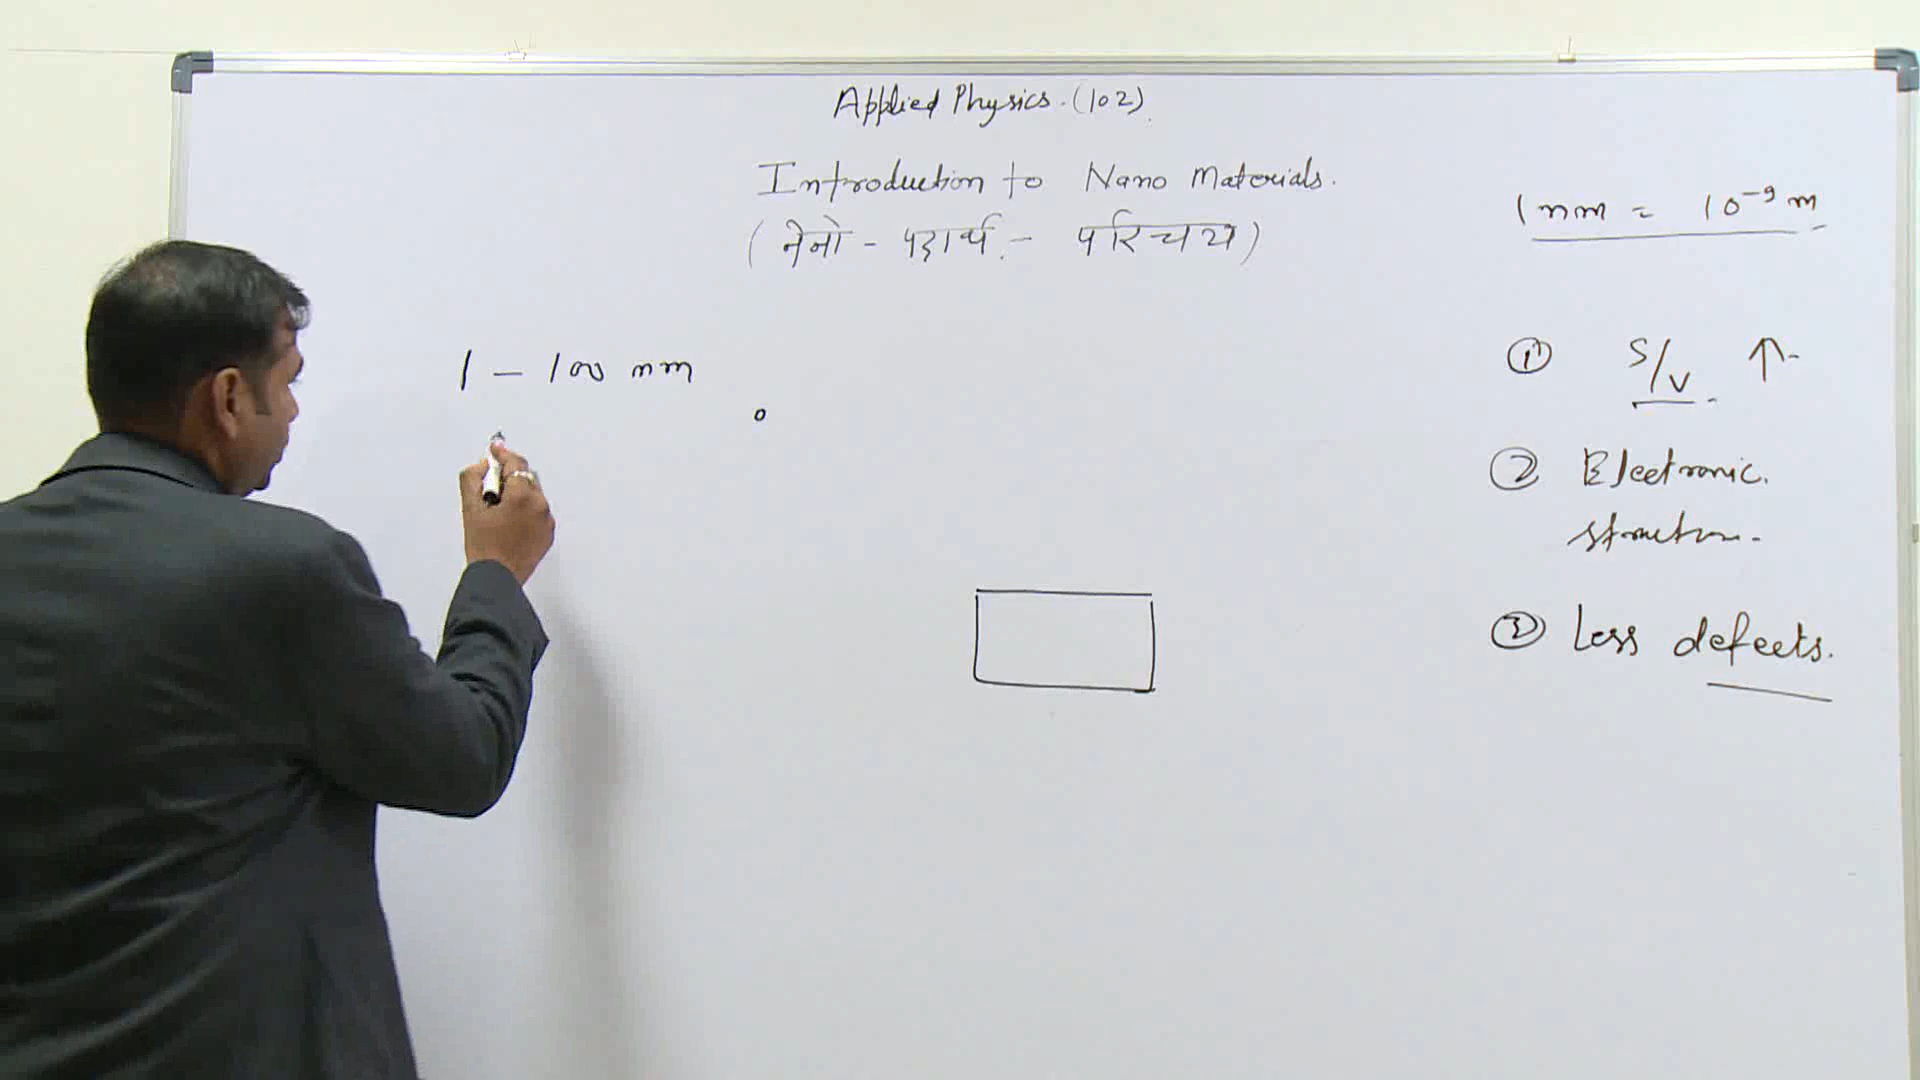 Applied Physics. (102).
Introduction to Nano Materials.
(नेनो - पदार्थ. - परिचय)
1 nm = 10⁻⁹ m
1 - 100 nm
① S/V ↑
② Electronic.
structure.
③ Less defects.